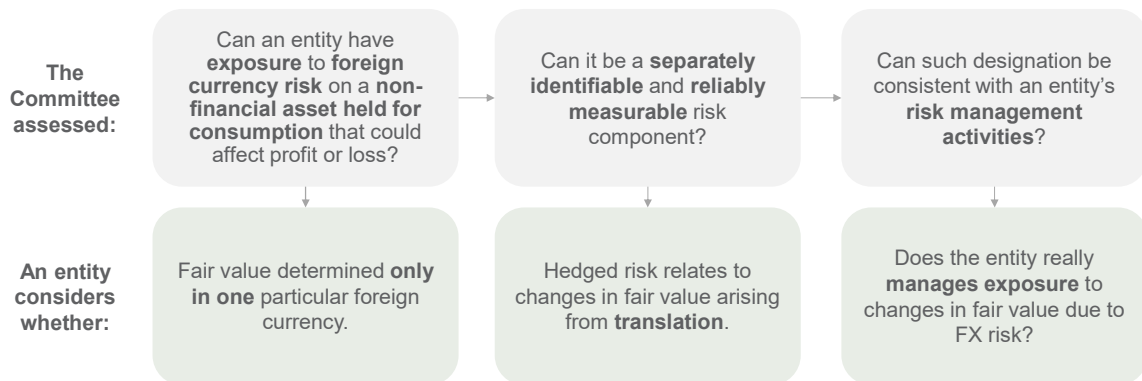 The
Committee
assessed:
Can an entity have
exposure to foreign
currency risk on a non-
financial asset held for
consumption that could
affect profit or loss?
Can it be a separately
identifiable and reliably
measurable risk
component?
Can such designation be
consistent with an entity's
risk management
activities?
An entity
considers
whether:
Fair value determined only
in one particular foreign
currency.
Hedged risk relates to
changes in fair value arising
from translation.
Does the entity really
manages exposure to
changes in fair value due to
FX risk?